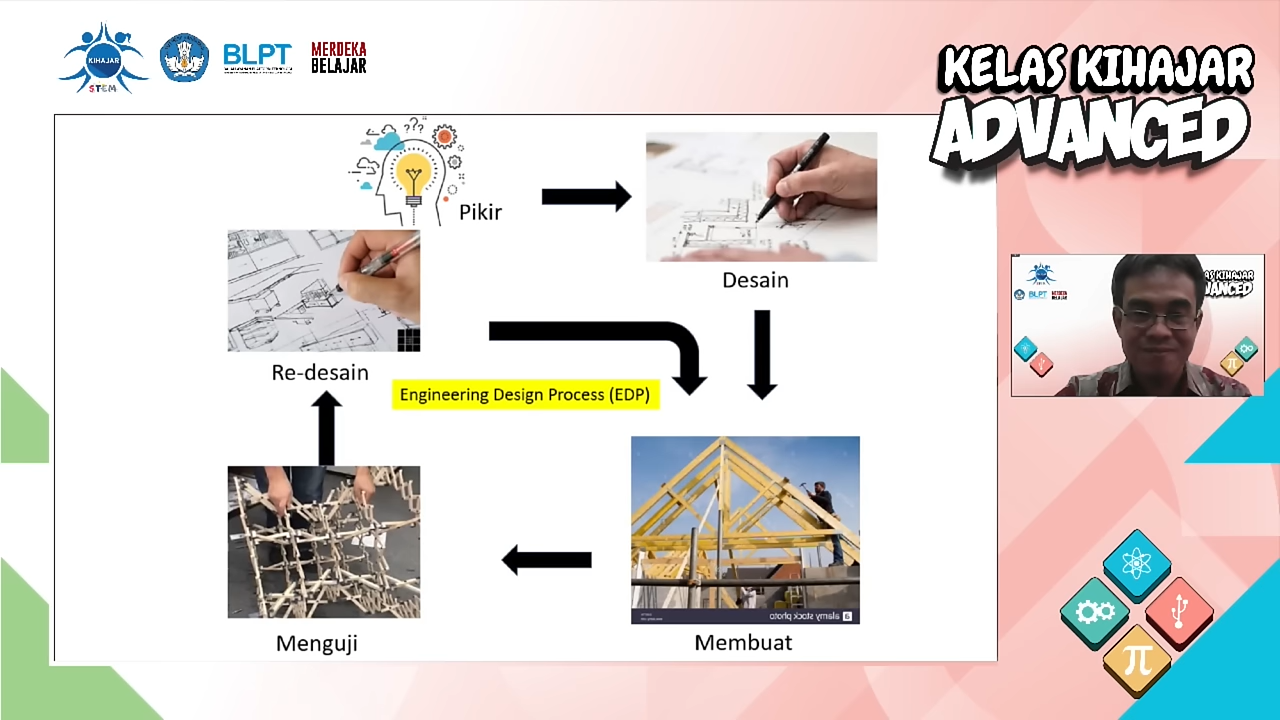 KIHAJAR
STEM
BLPT
MERDEKA
BELAJAR
KELAS KIHAJAR
ADVANCED
???
Pikir
Desain
Re-desain
Engineering Design Process (EDP)
Menguji
Membuat
a alamy stock photo
BLPT
π
π